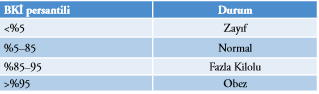 BKİ persantili Durum
<%5 Zayıf
%5–85 Normal
%85–95 Fazla Kilolu
>%95 Obez